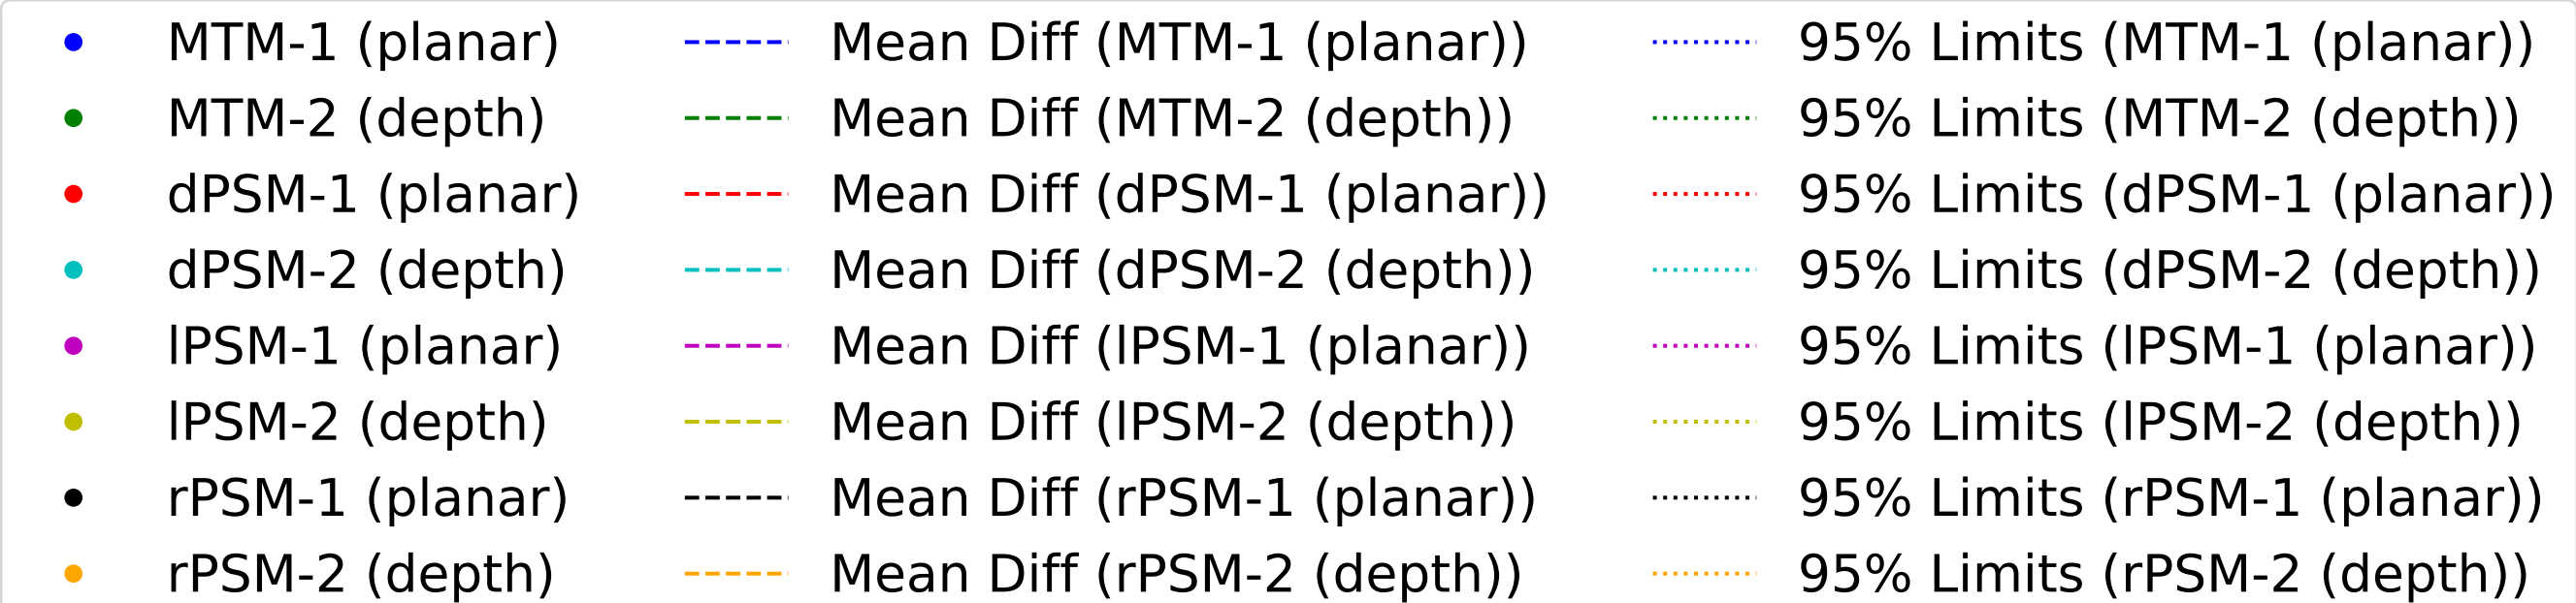 MTM-1 (planar) Mean Diff (MTM-1 (planar)) 95% Limits (MTM-1 (planar))
MTM-2 (depth) Mean Diff (MTM-2 (depth)) 95% Limits (MTM-2 (depth))
dPSM-1 (planar) Mean Diff (dPSM-1 (planar)) 95% Limits (dPSM-1 (planar))
dPSM-2 (depth) Mean Diff (dPSM-2 (depth)) 95% Limits (dPSM-2 (depth))
lPSM-1 (planar) Mean Diff (lPSM-1 (planar)) 95% Limits (lPSM-1 (planar))
lPSM-2 (depth) Mean Diff (lPSM-2 (depth)) 95% Limits (lPSM-2 (depth))
rPSM-1 (planar) Mean Diff (rPSM-1 (planar)) 95% Limits (rPSM-1 (planar))
rPSM-2 (depth) Mean Diff (rPSM-2 (depth)) 95% Limits (rPSM-2 (depth))